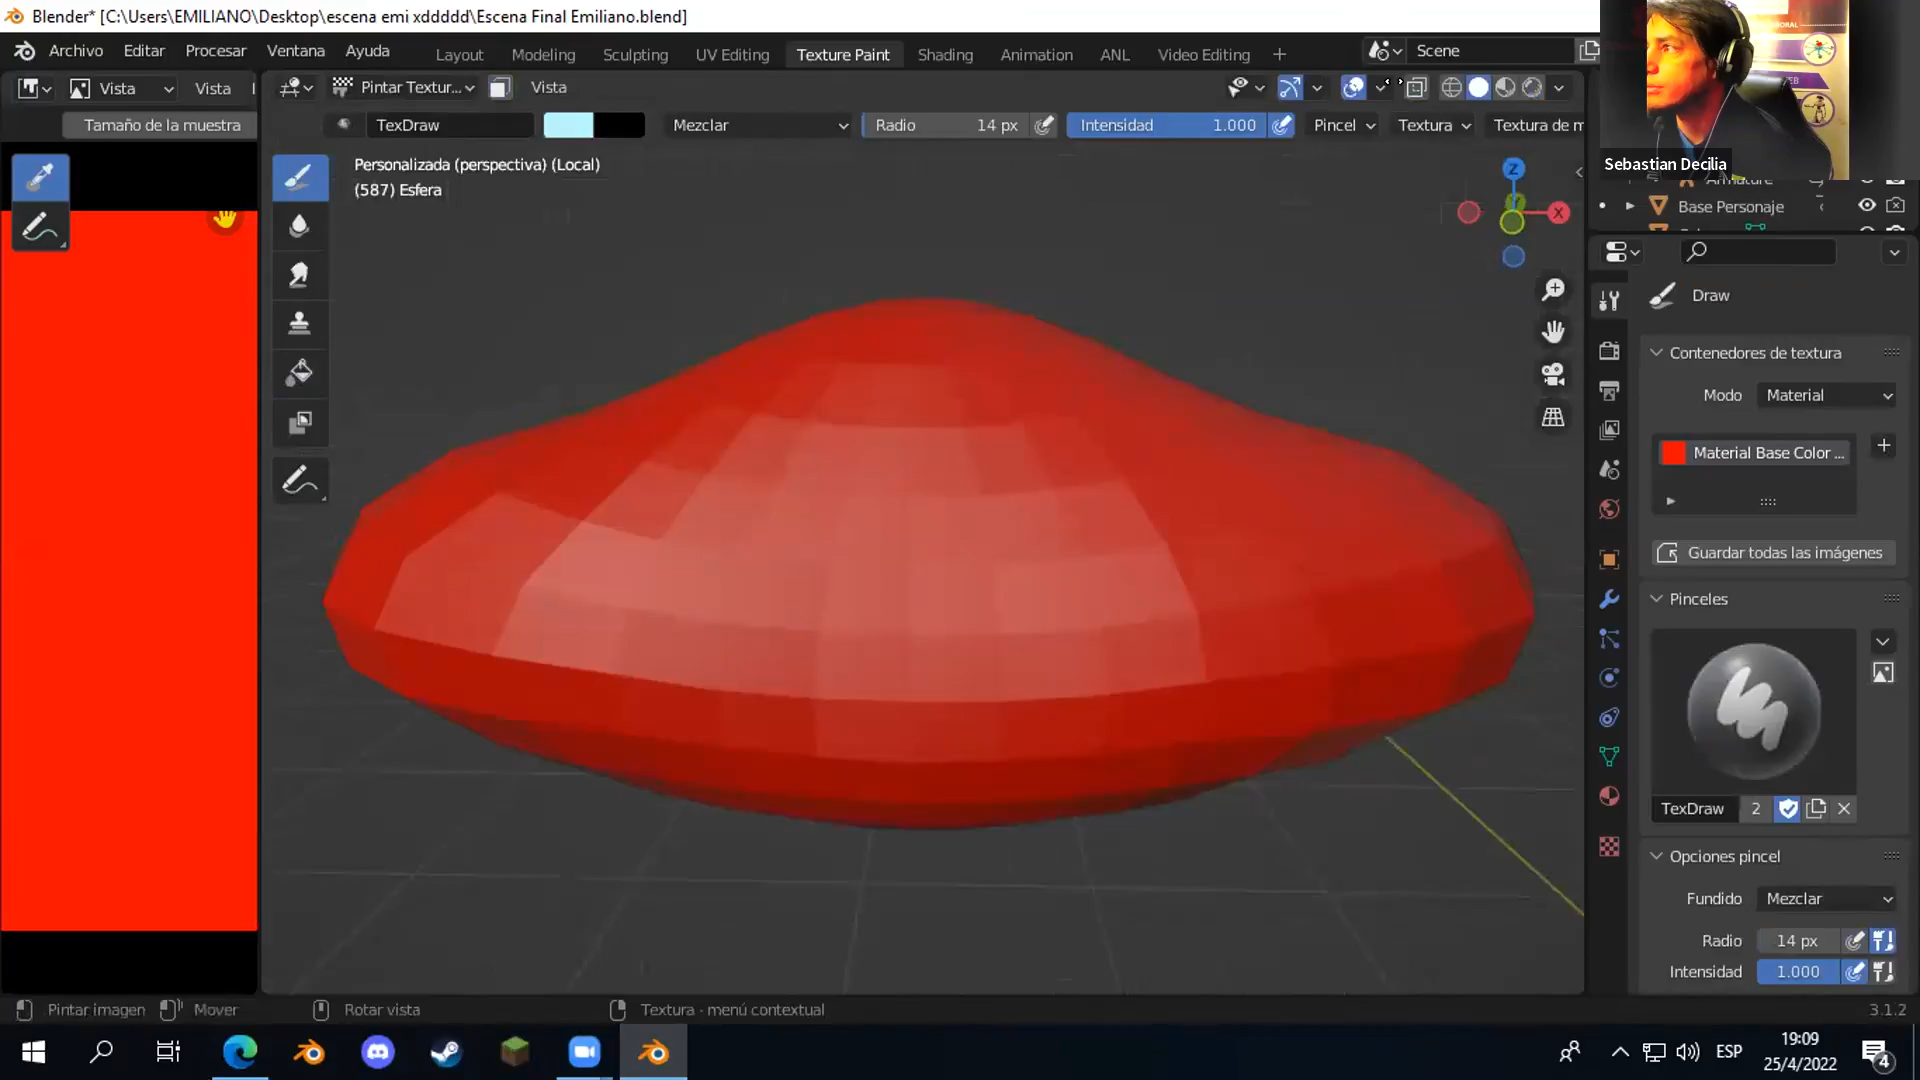 Blender* [C:\Users\EMILIANO\Desktop\escena emi xddddd\Escena Final Emiliano.blend]
Archivo Editar Procesar Ventana Ayuda Layout Modeling Sculpting UV Editing Texture Paint Shading Animation ANL Video Editing + Scene
Vista Vista Pintar Textur... Vista
Tamaño de la muestra TexDraw Mezclar Radio 14 px Intensidad 1.000 Pincel Textura Textura de m
Sebastian Decilia
Personalizada (perspectiva) (Local)
(587) Esfera
Z
X
Armature
Base Personaje
Draw
Contenedores de textura
Modo Material
Material Base Color ...
Guardar todas las imágenes
Pinceles
TexDraw 2
Opciones pincel
Fundido Mezclar
Radio 14 px
Intensidad 1.000
Pintar imagen Mover Rotar vista Textura - menú contextual 3.1.2
ESP
19:09
25/4/2022
4